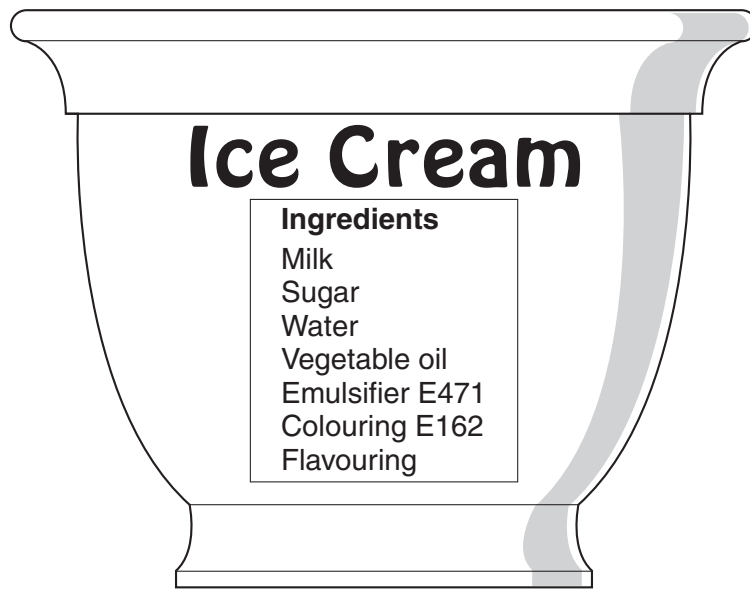 Ice Cream
Ingredients
Milk
Sugar
Water
Vegetable oil
Emulsifier E471
Colouring E162
Flavouring